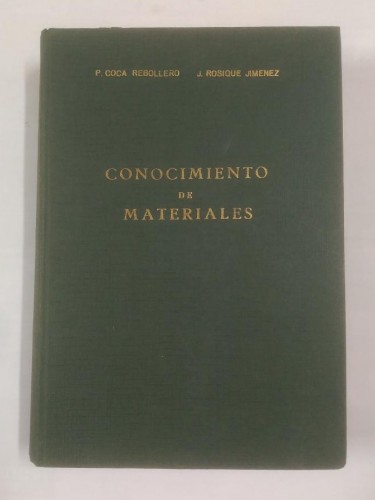 P. COCA REBOLLERO J. ROSIQUE JIMENEZ
CONOCIMIENTO
DE
MATERIALES